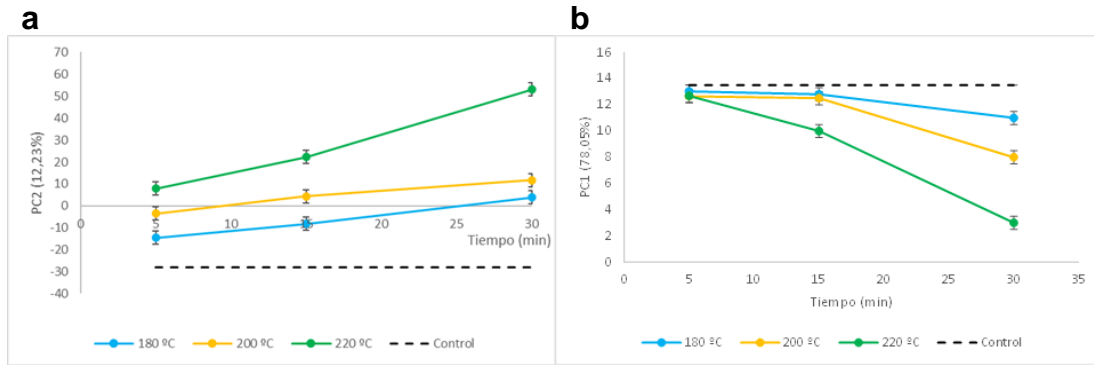 a
b
70
60
50
40
30
20
10
0
-10
-20
-30
-40
PC2 (12,23%)
0 5 10 15 20 25 30
Tiempo (min)
180 ºC 200 ºC 220 ºC Control
16
14
12
10
8
6
4
2
0
PC1 (78,05%)
0 5 10 15 20 25 30 35
Tiempo (min)
180 ºC 200 ºC 220 ºC Control